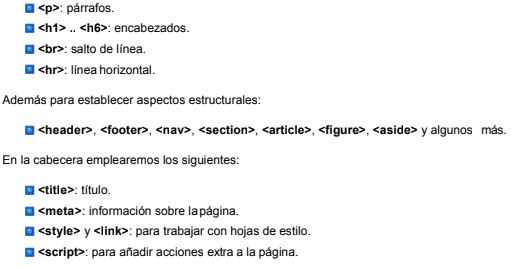 <p>: párrafos.
<h1> .. <h6>: encabezados.
<br>: salto de línea.
<hr>: línea horizontal.
Además para establecer aspectos estructurales:
<header>, <footer>, <nav>, <section>, <article>, <figure>, <aside> y algunos más.
En la cabecera emplearemos los siguientes:
<title>: título.
<meta>: información sobre lapágina.
<style> y <link>: para trabajar con hojas de estilo.
<script>: para añadir acciones extra a la página.